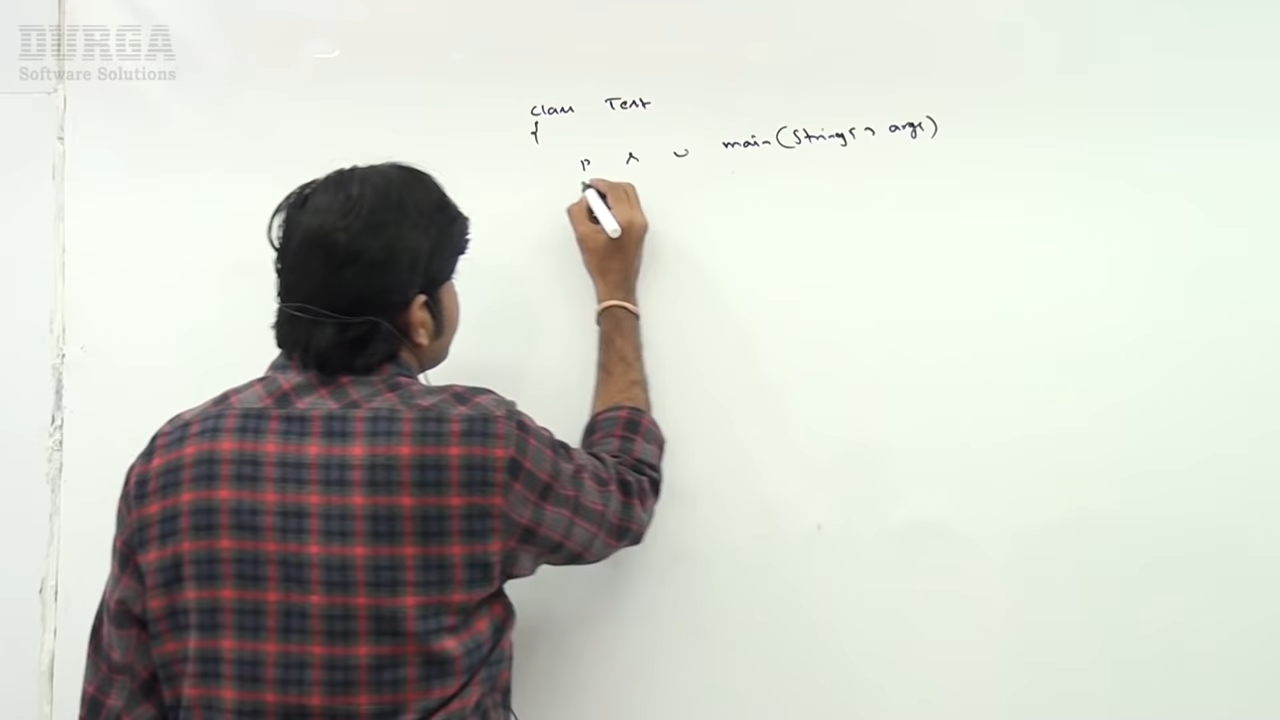 DURGA
Software Solutions
class Test
{
p s v main(String[] args)